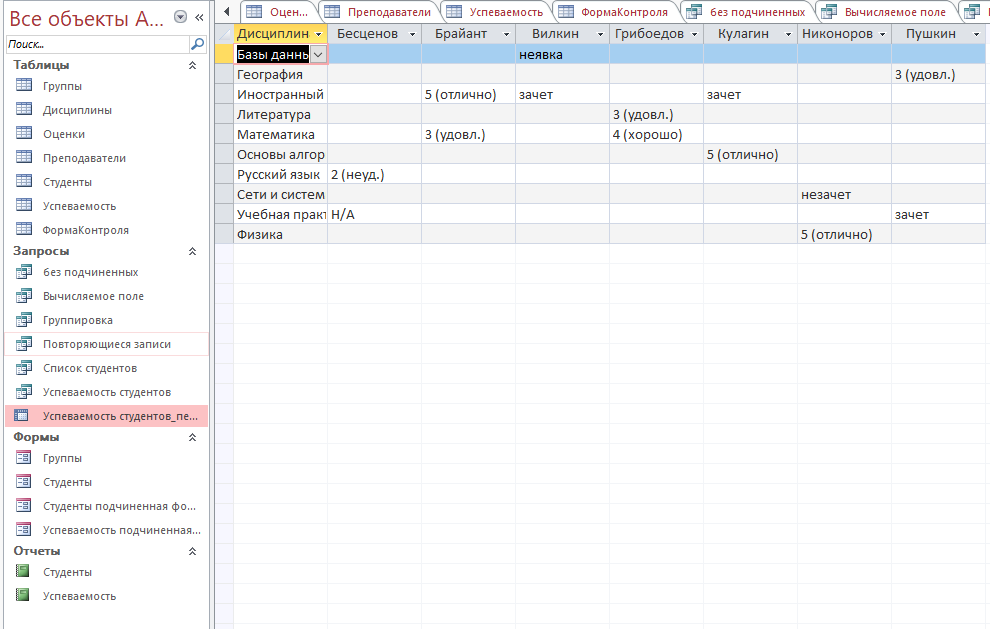 Все объекты A...
Поиск...
Таблицы
Группы
Дисциплины
Оценки
Преподаватели
Студенты
Успеваемость
ФормаКонтроля
Запросы
без подчиненных
Вычисляемое поле
Группировка
Повторяющиеся записи
Список студентов
Успеваемость студентов
Успеваемость студентов_пе...
Формы
Группы
Студенты
Студенты подчиненная фо...
Успеваемость подчиненная...
Отчеты
Студенты
Успеваемость
Оцен... Преподаватели Успеваемость ФормаКонтроля без подчиненных Вычисляемое поле
Дисциплин Бесценов Брайант Вилкин Грибоедов Кулагин Никоноров Пушкин
Базы данн неявка
География 3 (удовл.)
Иностранный 5 (отлично) зачет зачет
Литература 3 (удовл.)
Математика 3 (удовл.) 4 (хорошо)
Основы алгор 5 (отлично)
Русский язык 2 (неуд.)
Сети и систем незачет
Учебная практ Н/А зачет
Физика 5 (отлично)